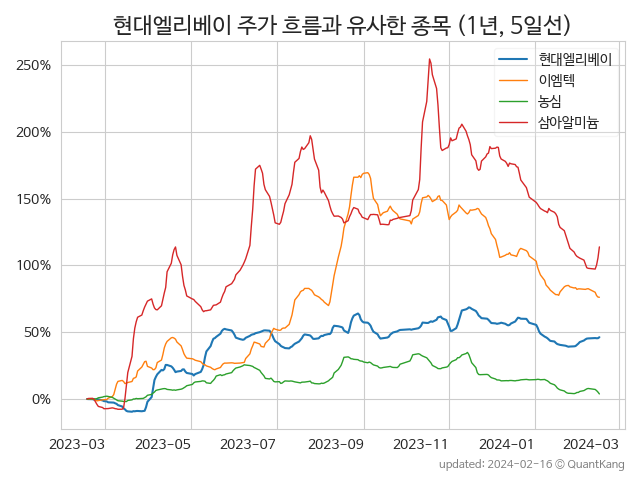 현대엘리베이 주가 흐름과 유사한 종목 (1년, 5일선)
250%
200%
150%
100%
50%
0%
현대엘리베이
이엠텍
농심
삼아알미늄
2023-03
2023-05
2023-07
2023-09
2023-11
2024-01
2024-03
updated: 2024-02-16 © QuantKang